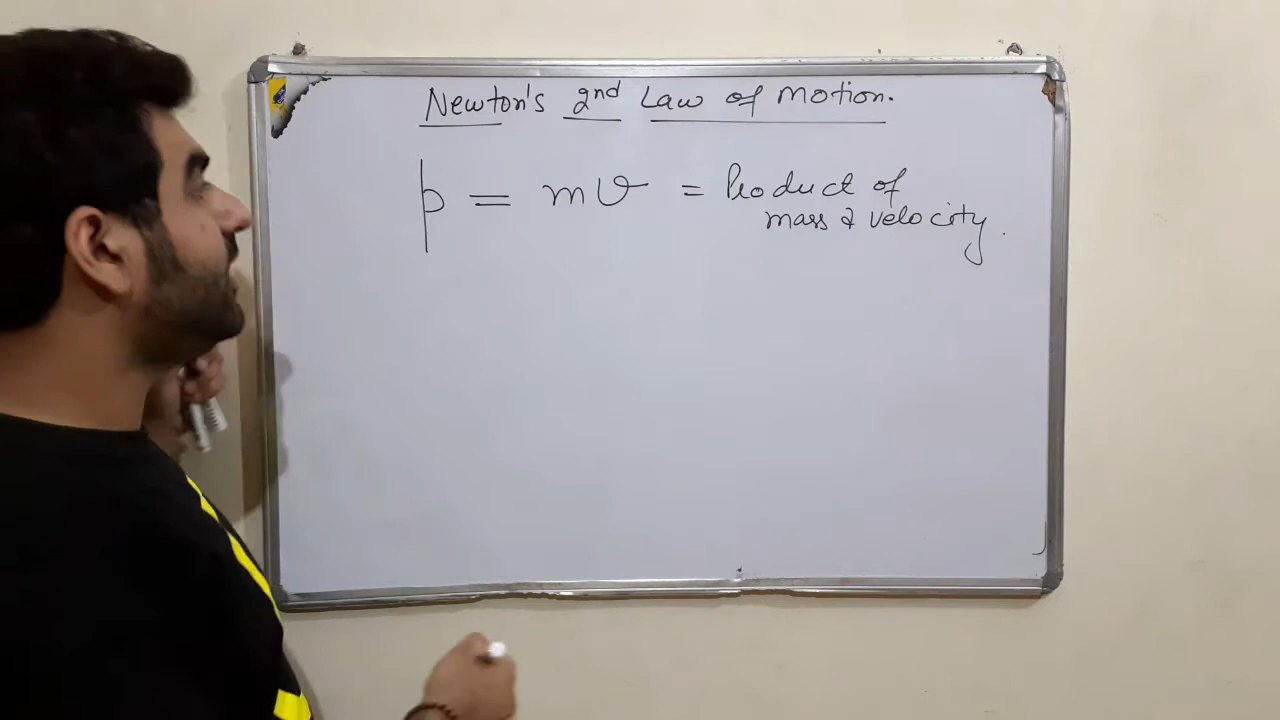 Newton's 2nd Law of Motion.
p = mv = Product of
mass & velocity.